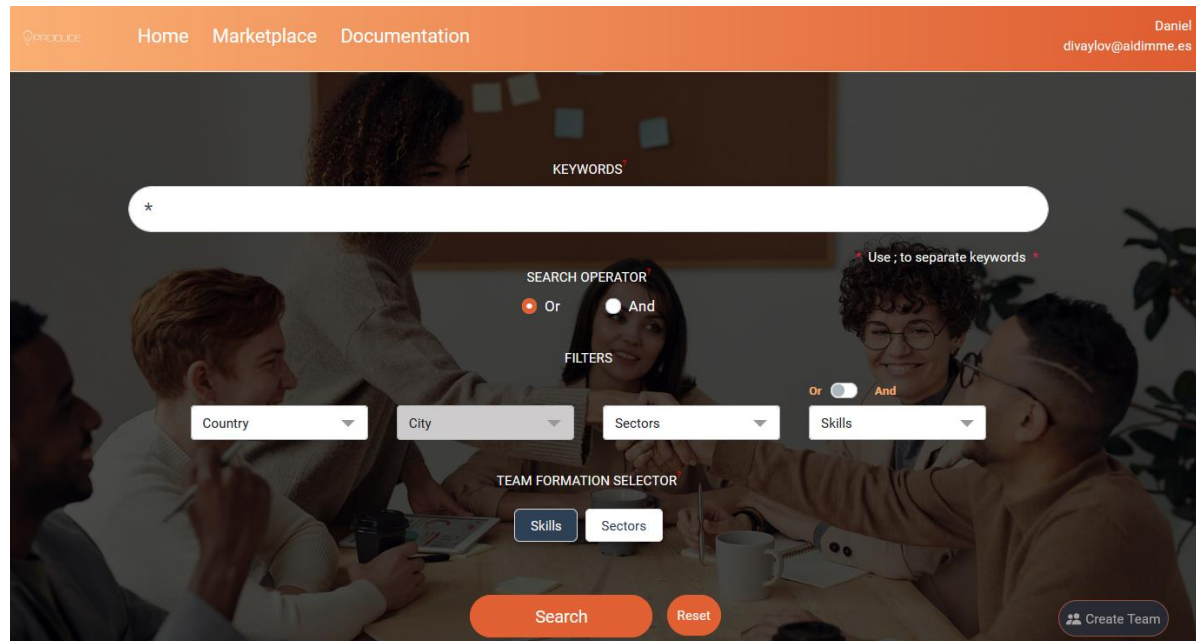 PRODUCE
Home Marketplace Documentation
Daniel
divaylov@aidimme.es
KEYWORDS?
*
* Use ; to separate keywords *
SEARCH OPERATOR?
Or And
FILTERS
Or And
Country City Sectors Skills
TEAM FORMATION SELECTOR?
Skills Sectors
Search Reset
Create Team